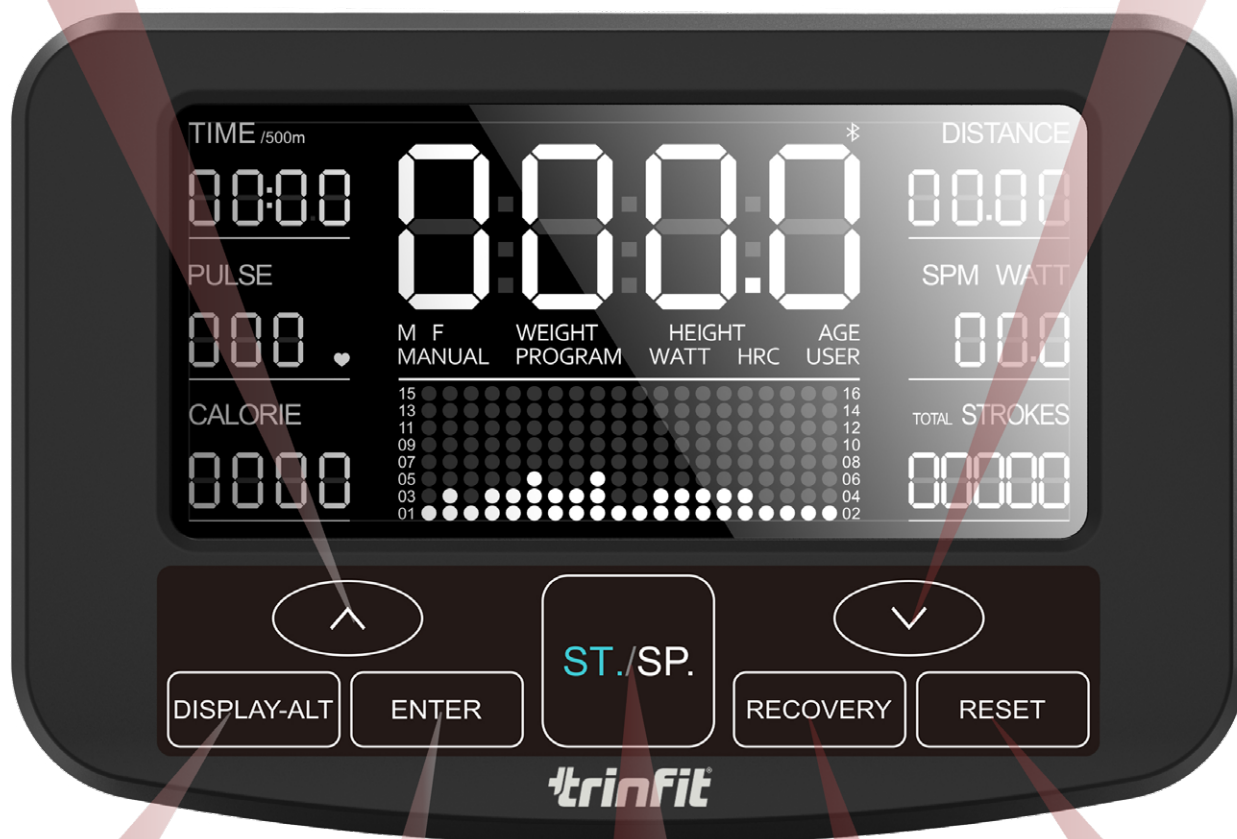 TIME /500m
DISTANCE
00:00
000.0
00.00
PULSE
SPM WATT
000.
00.0
M F WEIGHT HEIGHT AGE
MANUAL PROGRAM WATT HRC USER
CALORIE
TOTAL STROKES
0000
00000
15 16
13 14
11 12
09 10
07 08
05 06
03 04
01 02
ST./SP.
DISPLAY-ALT
ENTER
RECOVERY
RESET
trinfit